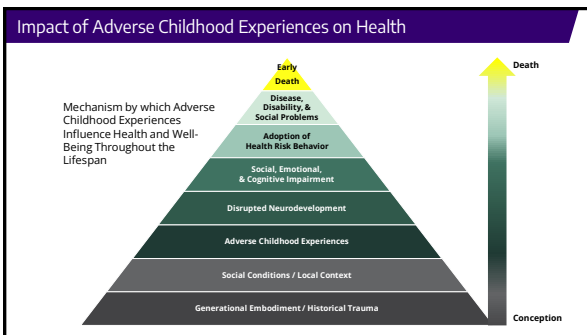 Impact of Adverse Childhood Experiences on Health
Mechanism by which Adverse
Childhood Experiences
Influence Health and Well-
Being Throughout the
Lifespan
Early
Death
Disease,
Disability, &
Social Problems
Adoption of
Health Risk Behavior
Social, Emotional,
& Cognitive Impairment
Disrupted Neurodevelopment
Adverse Childhood Experiences
Social Conditions / Local Context
Generational Embodiment / Historical Trauma
Death
Conception